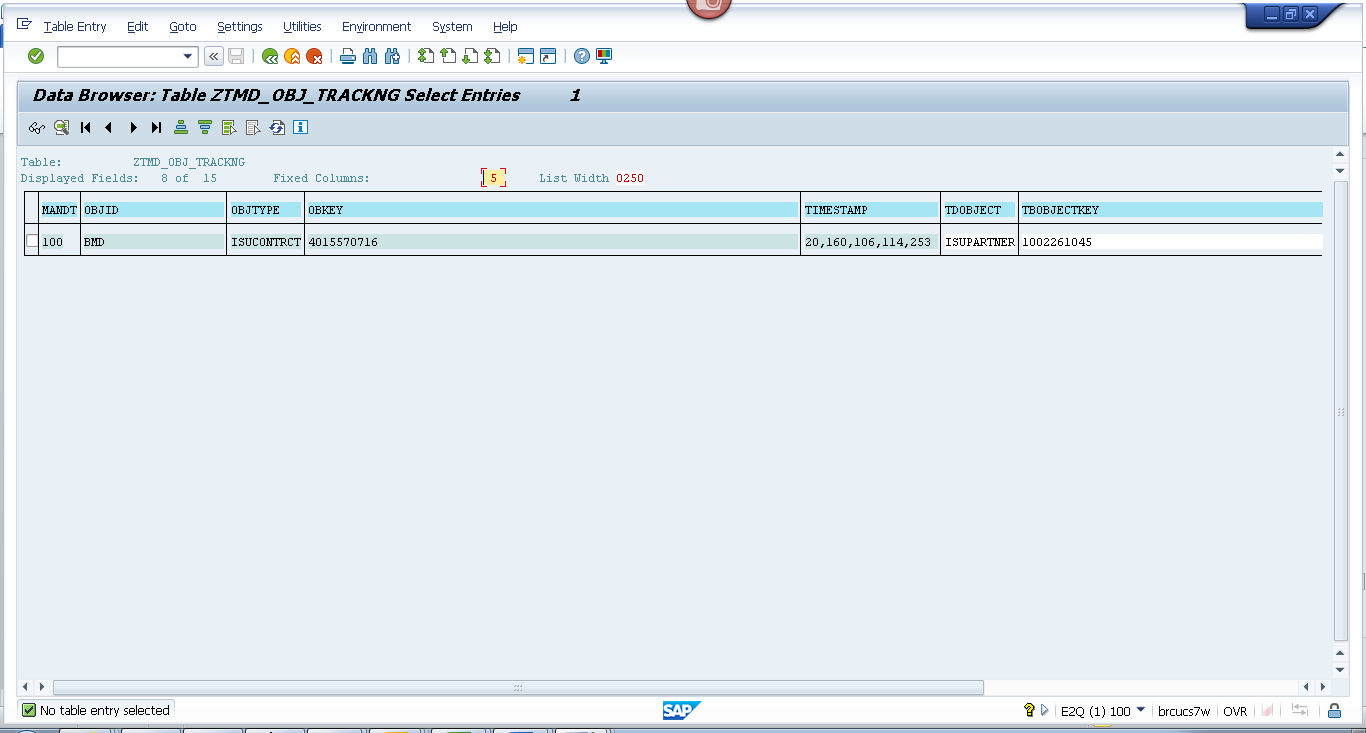 Table Entry Edit Goto Settings Utilities Environment System Help
Data Browser: Table ZTMD_OBJ_TRACKNG Select Entries 1
Table: ZTMD_OBJ_TRACKNG
Displayed Fields: 8 of 15 Fixed Columns: 5 List Width 0250
MANDT OBJID OBJTYPE OBKEY TIMESTAMP TDOBJECT TBOBJECTKEY
100 BMD ISUCONTRCT 4015570716 20,160,106,114,253 ISUPARTNER 1002261045
No table entry selected SAP E2Q (1) 100 brcucs7w OVR